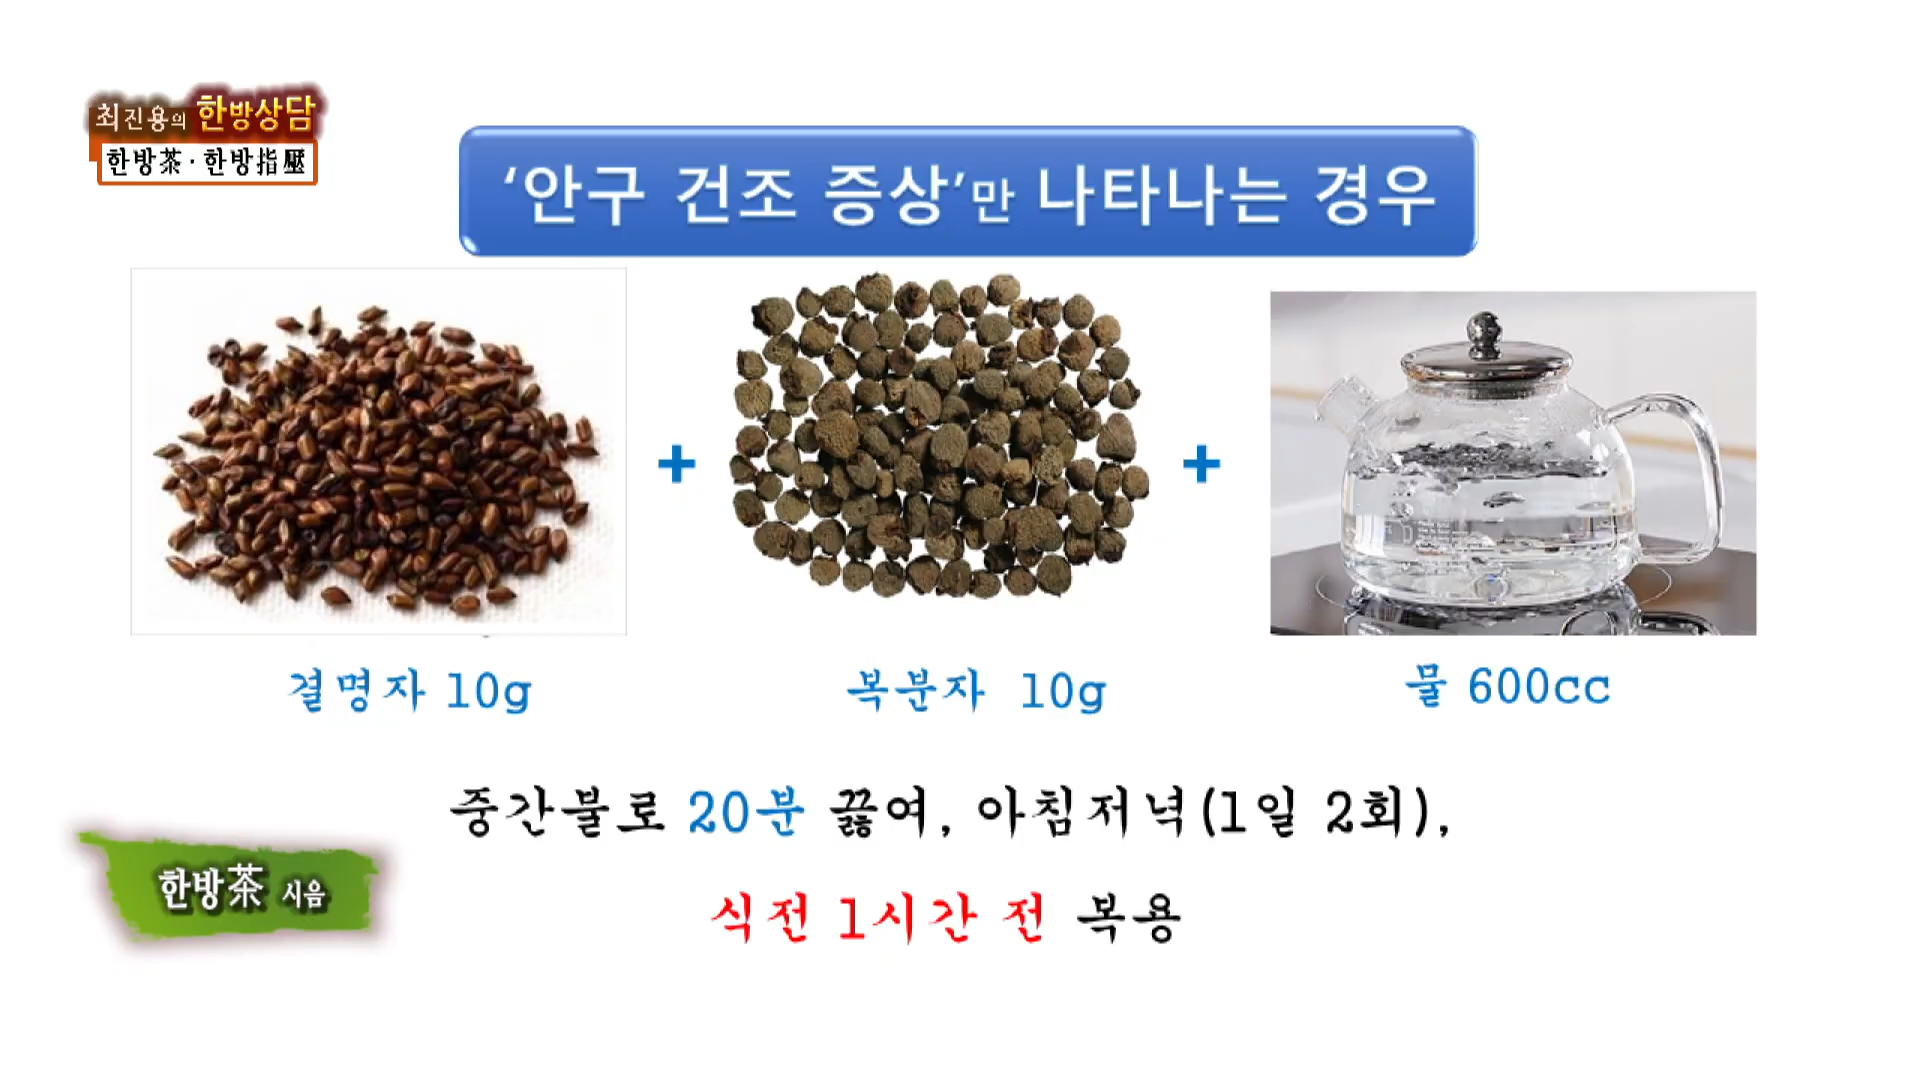 최진용의 한방상담
한방茶·한방指壓
‘안구 건조 증상’만 나타나는 경우
+
+
결명자 10g
복분자 10g
물 600cc
중간불로 20분 끓여, 아침저녁(1일 2회),
식전 1시간 전 복용
한방茶 시음